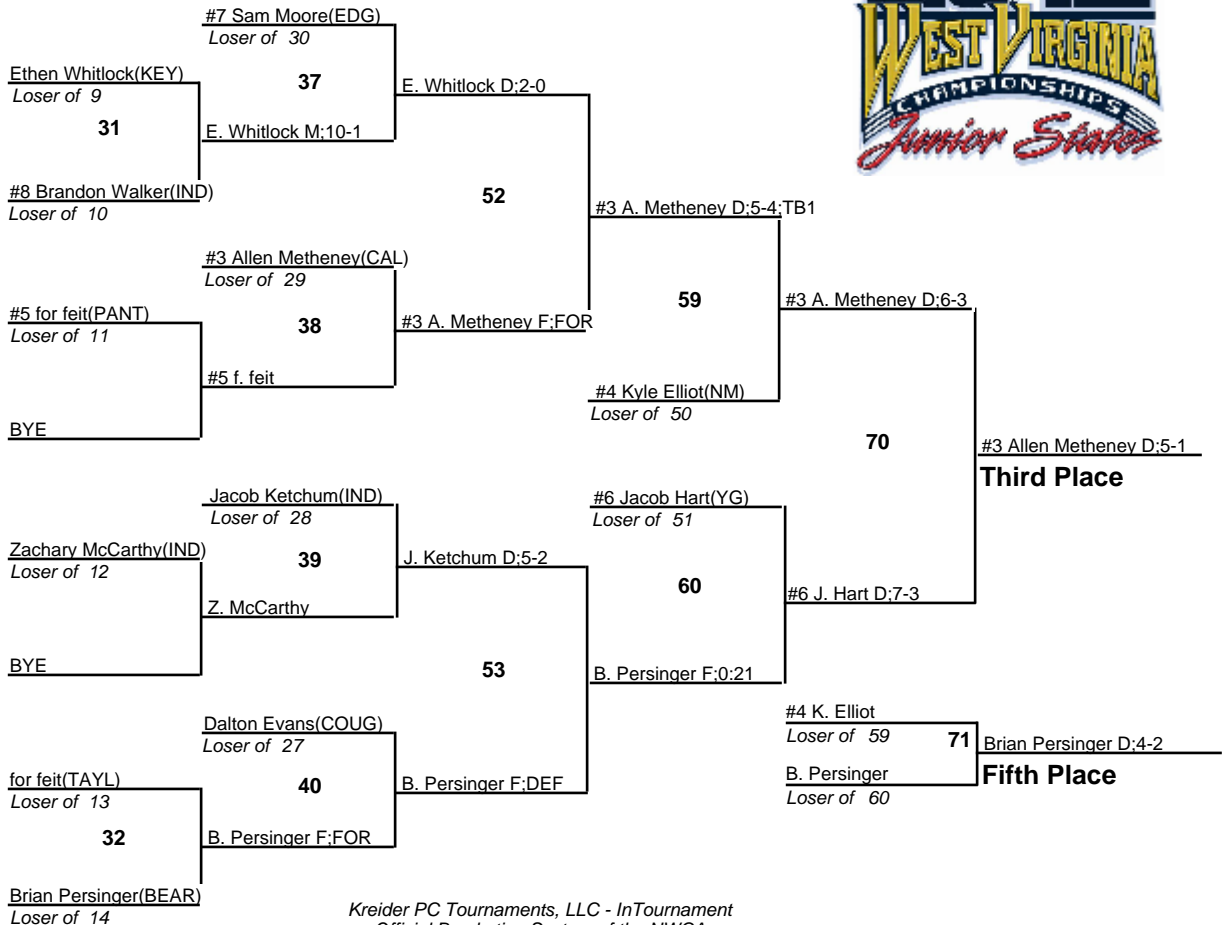 #7 Sam Moore(EDG)
Loser of 30
WEST VIRGINIA
CHAMPIONSHIPS
Junior States
Ethen Whitlock(KEY)
Loser of 9
37
E. Whitlock D;2-0
31
E. Whitlock M;10-1
#8 Brandon Walker(IND)
Loser of 10
52
#3 A. Metheney D;5-4;TB1
#3 Allen Metheney(CAL)
Loser of 29
#5 for feit(PANT)
Loser of 11
38
#3 A. Metheney F;FOR
59
#3 A. Metheney D;6-3
#5 f. feit
#4 Kyle Elliot(NM)
Loser of 50
BYE
70
#3 Allen Metheney D;5-1
Third Place
Jacob Ketchum(IND)
Loser of 28
#6 Jacob Hart(YG)
Loser of 51
Zachary McCarthy(IND)
Loser of 12
39
J. Ketchum D;5-2
60
#6 J. Hart D;7-3
Z. McCarthy
BYE
53
B. Persinger F;0:21
Dalton Evans(COUG)
Loser of 27
#4 K. Elliot
Loser of 59
71
Brian Persinger D;4-2
Fifth Place
for feit(TAYL)
Loser of 13
40
B. Persinger F;DEF
B. Persinger
Loser of 60
32
B. Persinger F;FOR
Brian Persinger(BEAR)
Loser of 14
Kreider PC Tournaments, LLC - InTournament